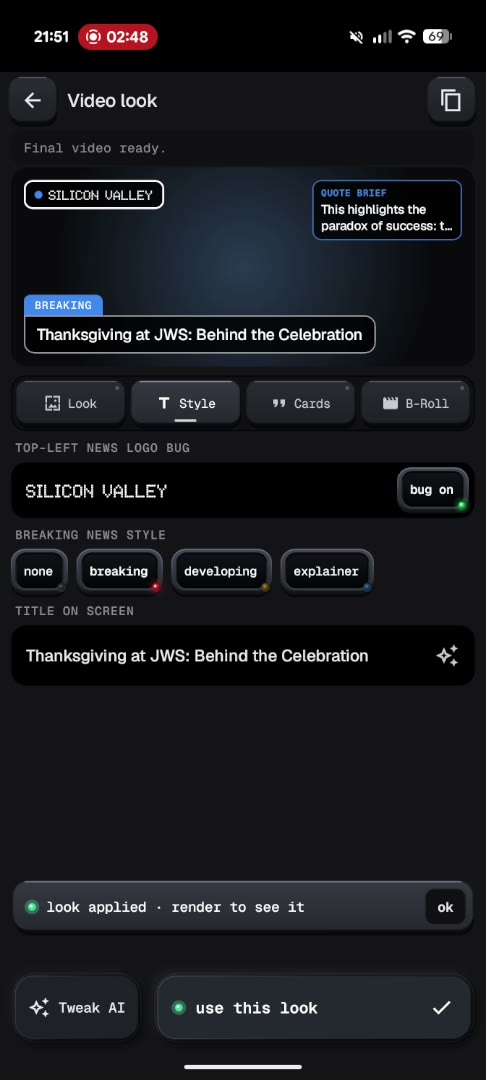 21:51
02:48
69
Video look
Final video ready.
SILICON VALLEY
QUOTE BRIEF
This highlights the
paradox of success: t…
BREAKING
Thanksgiving at JWS: Behind the Celebration
Look
Style
Cards
B-Roll
TOP-LEFT NEWS LOGO BUG
SILICON VALLEY
bug on
BREAKING NEWS STYLE
none
breaking
developing
explainer
TITLE ON SCREEN
Thanksgiving at JWS: Behind the Celebration
look applied · render to see it
ok
Tweak AI
use this look